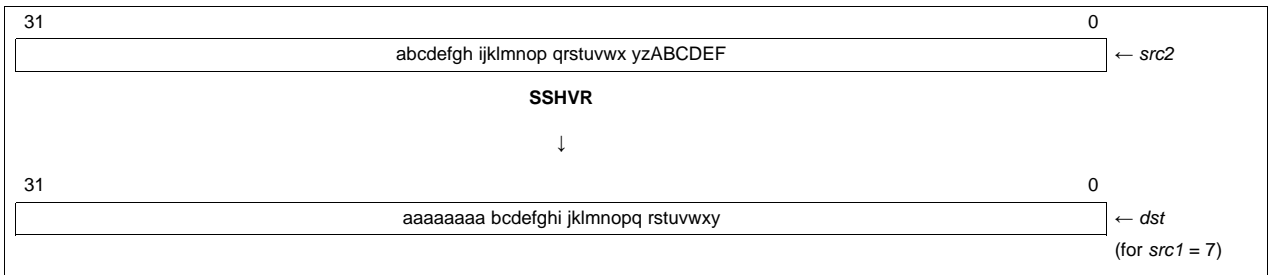 31 0
abcdefgh ijklmnop qrstuvwx yzABCDEF ← src2
SSHVR
↓
31 0
aaaaaaaa bcdefghi jklmnopq rstuvwxy ← dst
(for src1 = 7)